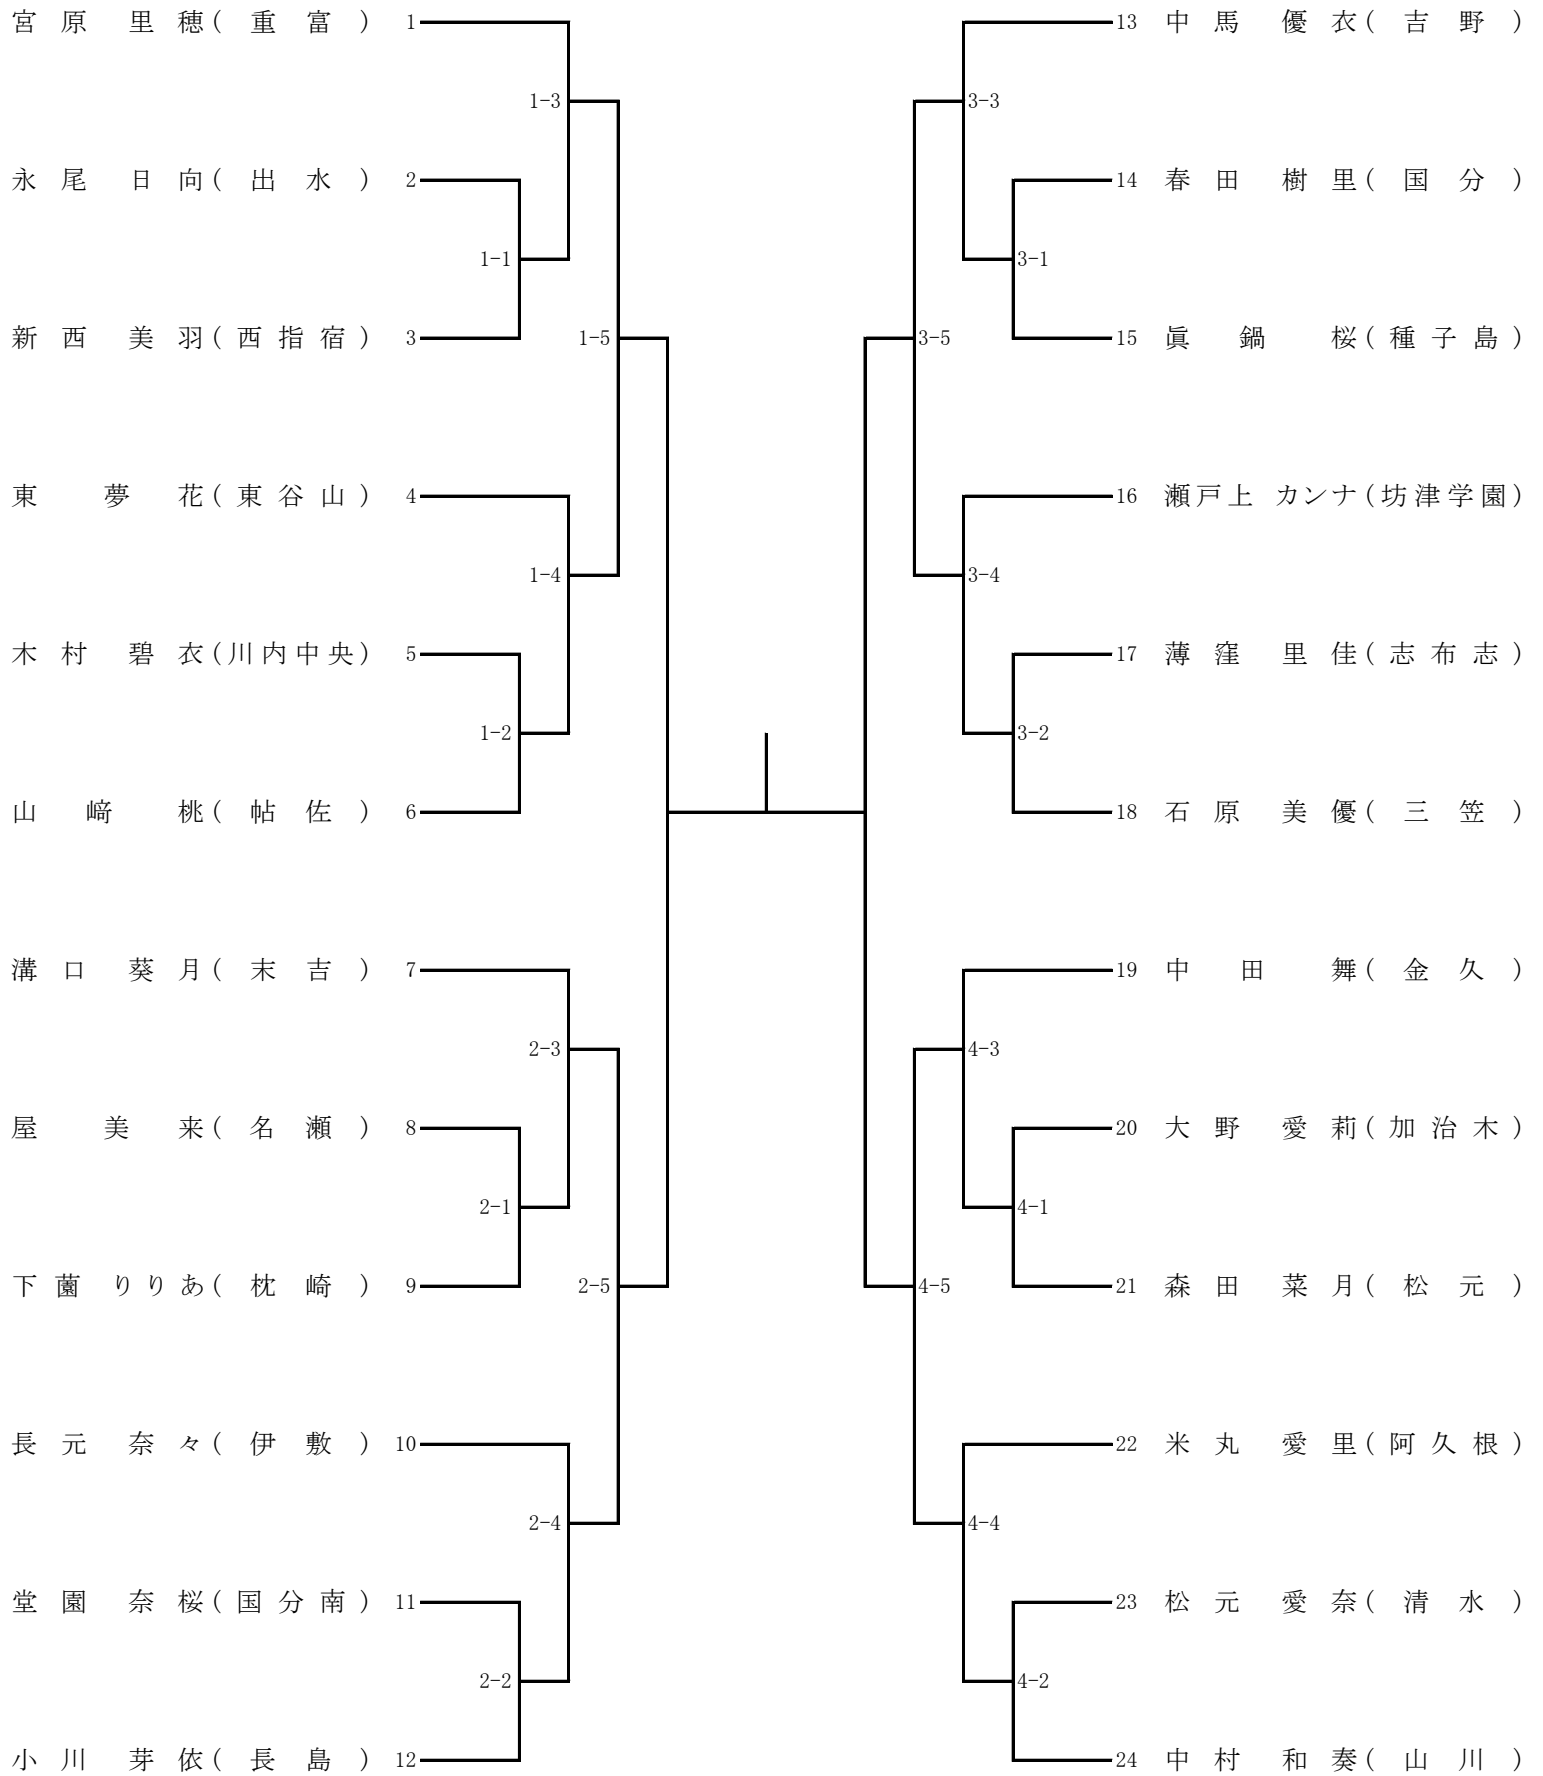 宮原 里穂(重富) 1
1-3
永尾 日向(出水) 2
1-1
新西 美羽(西指宿) 3
1-5
東 夢花(東谷山) 4
1-4
木村 碧衣(川内中央) 5
1-2
山﨑 桃(帖佐) 6
溝口 葵月(末吉) 7
2-3
屋 美来(名瀬) 8
2-1
下薗 りりあ(枕崎) 9
2-5
長元 奈々(伊敷) 10
2-4
堂園 奈桜(国分南) 11
2-2
小川 芽依(長島) 12
13 中馬 優衣(吉野)
3-3
14 春田 樹里(国分)
3-1
15 眞鍋 桜(種子島)
3-5
16 瀬戸上 カンナ(坊津学園)
3-4
17 薄窪 里佳(志布志)
3-2
18 石原 美優(三笠)
19 中田 舞(金久)
4-3
20 大野 愛莉(加治木)
4-1
21 森田 菜月(松元)
4-5
22 米丸 愛里(阿久根)
4-4
23 松元 愛奈(清水)
4-2
24 中村 和奏(山川)